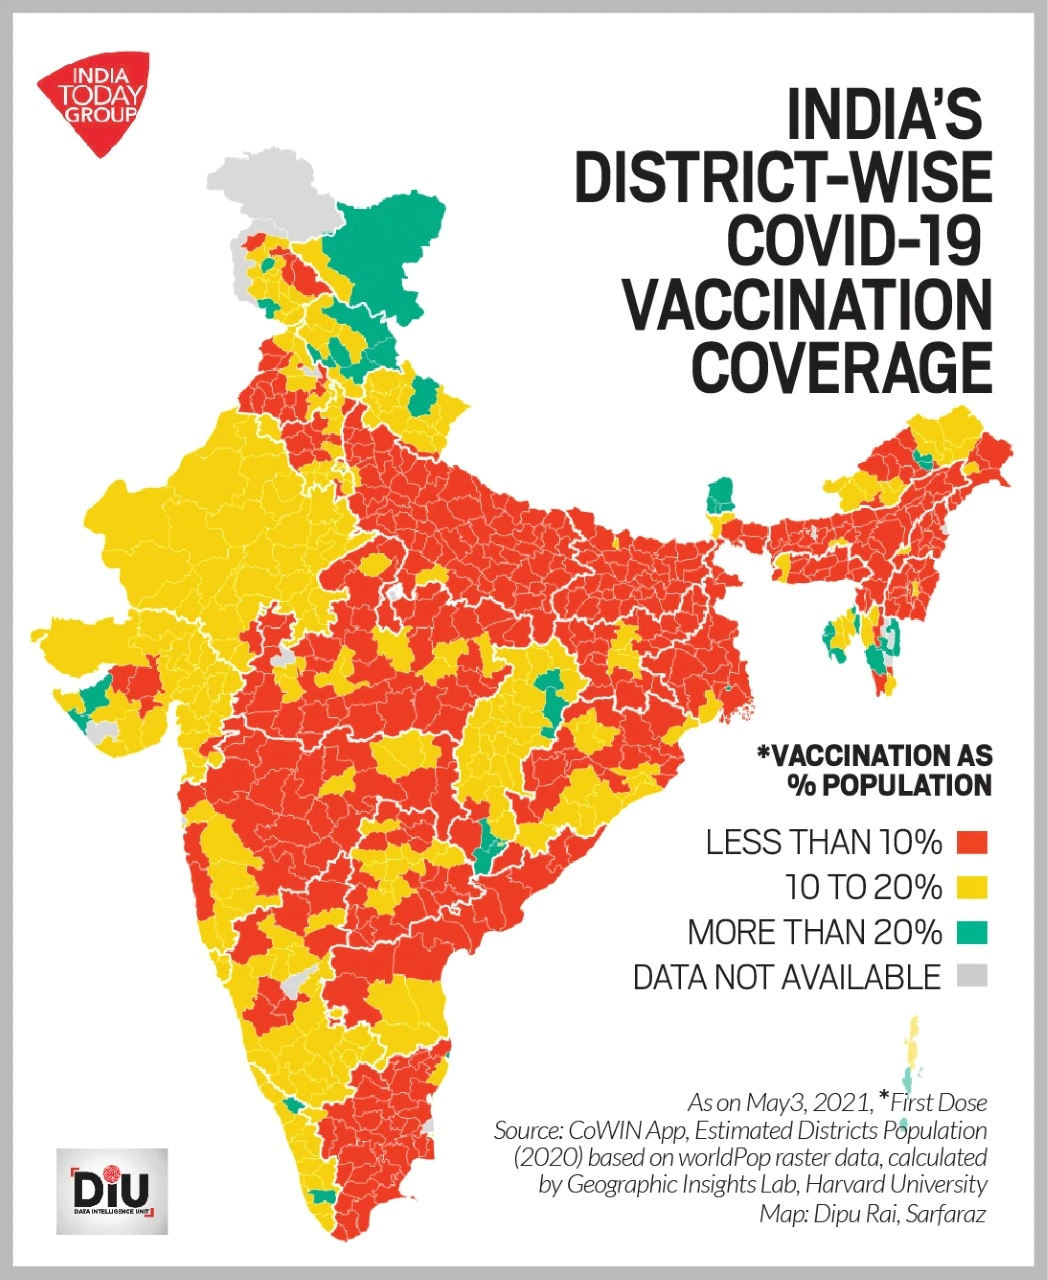 INDIA
TODAY
GROUP
INDIA'S
DISTRICT-WISE
COVID-19
VACCINATION
COVERAGE
*VACCINATION AS
% POPULATION
LESS THAN 10%
10 TO 20%
MORE THAN 20%
DATA NOT AVAILABLE
As on May3, 2021, *First Dose
Source: CoWIN App, Estimated Districts Population
(2020) based on worldPop raster data, calculated
by Geographic Insights Lab, Harvard University
Map: Dipu Rai, Sarfaraz
DiU
DATA INTELLIGENCE UNIT